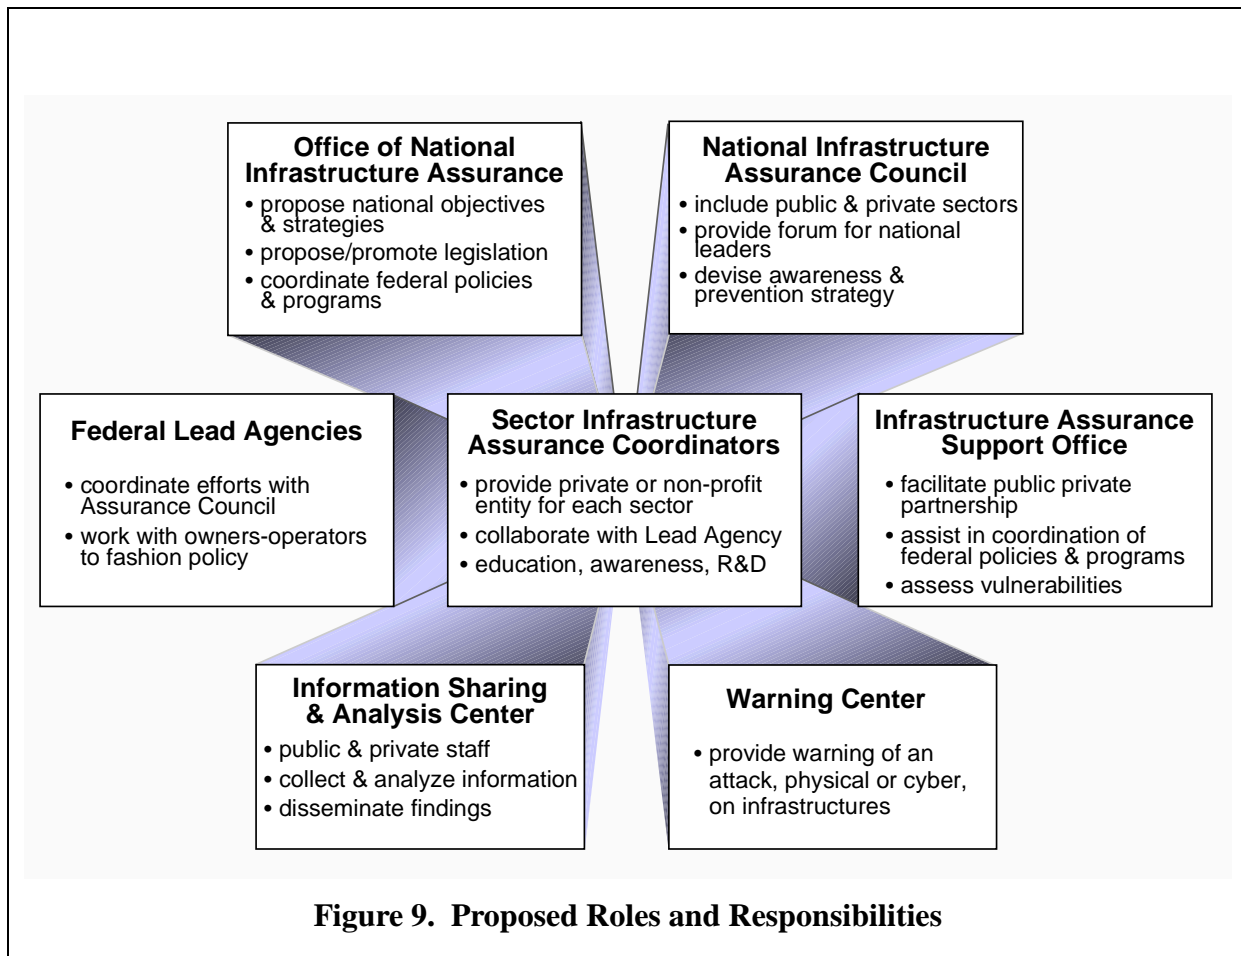 Office of National
Infrastructure Assurance
• propose national objectives
& strategies
• propose/promote legislation
• coordinate federal policies
& programs
National Infrastructure
Assurance Council
• include public & private sectors
• provide forum for national
leaders
• devise awareness &
prevention strategy
Federal Lead Agencies
• coordinate efforts with
Assurance Council
• work with owners-operators
to fashion policy
Sector Infrastructure
Assurance Coordinators
• provide private or non-profit
entity for each sector
• collaborate with Lead Agency
• education, awareness, R&D
Infrastructure Assurance
Support Office
• facilitate public private
partnership
• assist in coordination of
federal policies & programs
• assess vulnerabilities
Information Sharing
& Analysis Center
• public & private staff
• collect & analyze information
• disseminate findings
Warning Center
• provide warning of an
attack, physical or cyber,
on infrastructures
Figure 9. Proposed Roles and Responsibilities